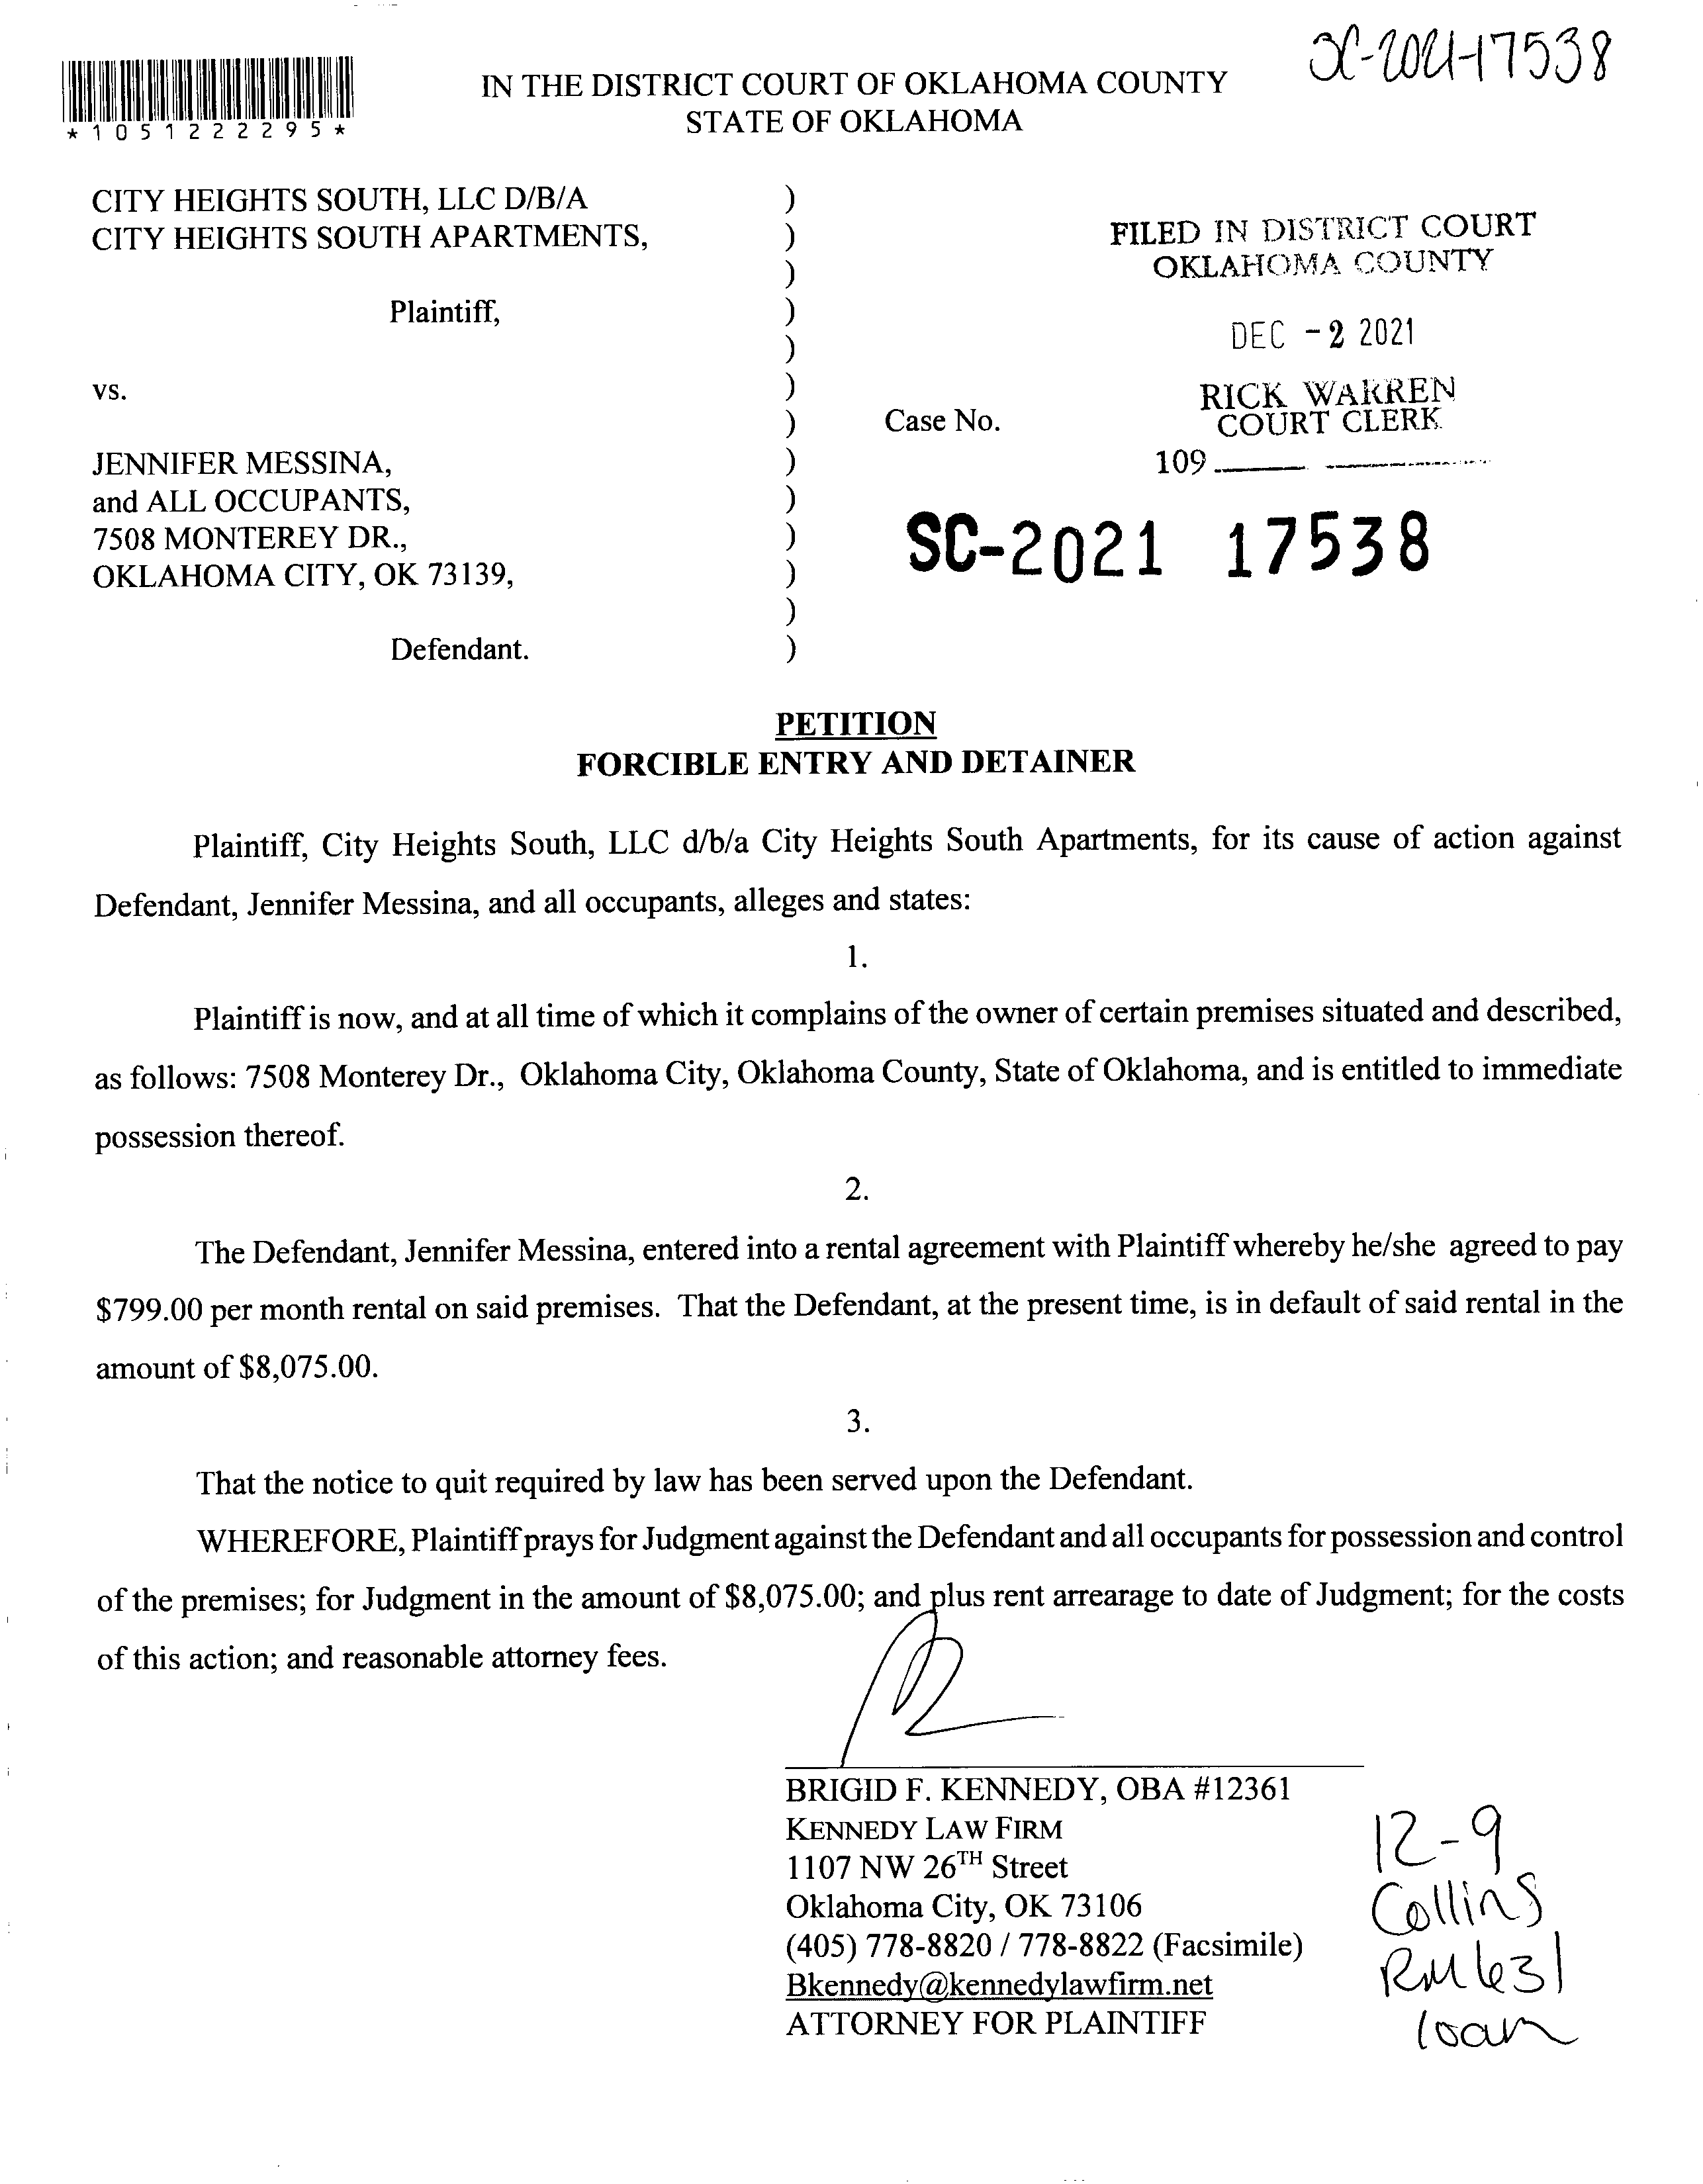 SC-2021-17538
*1051222295*
IN THE DISTRICT COURT OF OKLAHOMA COUNTY
STATE OF OKLAHOMA
CITY HEIGHTS SOUTH, LLC D/B/A
CITY HEIGHTS SOUTH APARTMENTS,
Plaintiff,
vs.
JENNIFER MESSINA,
and ALL OCCUPANTS,
7508 MONTEREY DR.,
OKLAHOMA CITY, OK 73139,
Defendant.
)
)
)
)
)
)
)
)
)
)
)
)
)
FILED IN DISTRICT COURT
OKLAHOMA COUNTY
DEC -2 2021
RICK WARREN
COURT CLERK
Case No.
109
SC-2021 17538
PETITION
FORCIBLE ENTRY AND DETAINER
Plaintiff, City Heights South, LLC d/b/a City Heights South Apartments, for its cause of action against
Defendant, Jennifer Messina, and all occupants, alleges and states:
1.
Plaintiff is now, and at all time of which it complains of the owner of certain premises situated and described,
as follows: 7508 Monterey Dr., Oklahoma City, Oklahoma County, State of Oklahoma, and is entitled to immediate
possession thereof.
2.
The Defendant, Jennifer Messina, entered into a rental agreement with Plaintiff whereby he/she agreed to pay
$799.00 per month rental on said premises. That the Defendant, at the present time, is in default of said rental in the
amount of $8,075.00.
3.
That the notice to quit required by law has been served upon the Defendant.
WHEREFORE, Plaintiff prays for Judgment against the Defendant and all occupants for possession and control
of the premises; for Judgment in the amount of $8,075.00; and plus rent arrearage to date of Judgment; for the costs
of this action; and reasonable attorney fees.
BRIGID F. KENNEDY, OBA #12361
KENNEDY LAW FIRM
1107 NW 26TH Street
Oklahoma City, OK 73106
(405) 778-8820 / 778-8822 (Facsimile)
Bkennedy@kennedylawfirm.net
ATTORNEY FOR PLAINTIFF
12-9
Collins
RM 631
10am